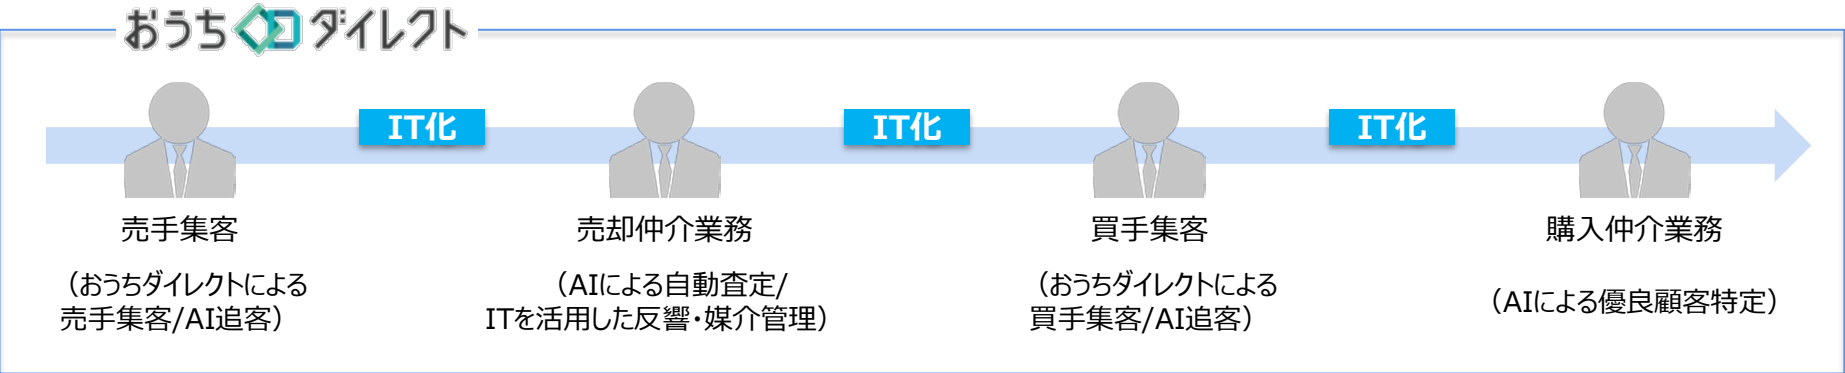 おうちダイレクト
IT化
IT化
IT化
売手集客
売却仲介業務
買手集客
購入仲介業務
（おうちダイレクトによる
売手集客/AI追客）
（AIによる自動査定/
ITを活用した反響・媒介管理）
（おうちダイレクトによる
買手集客/AI追客）
（AIによる優良顧客特定）